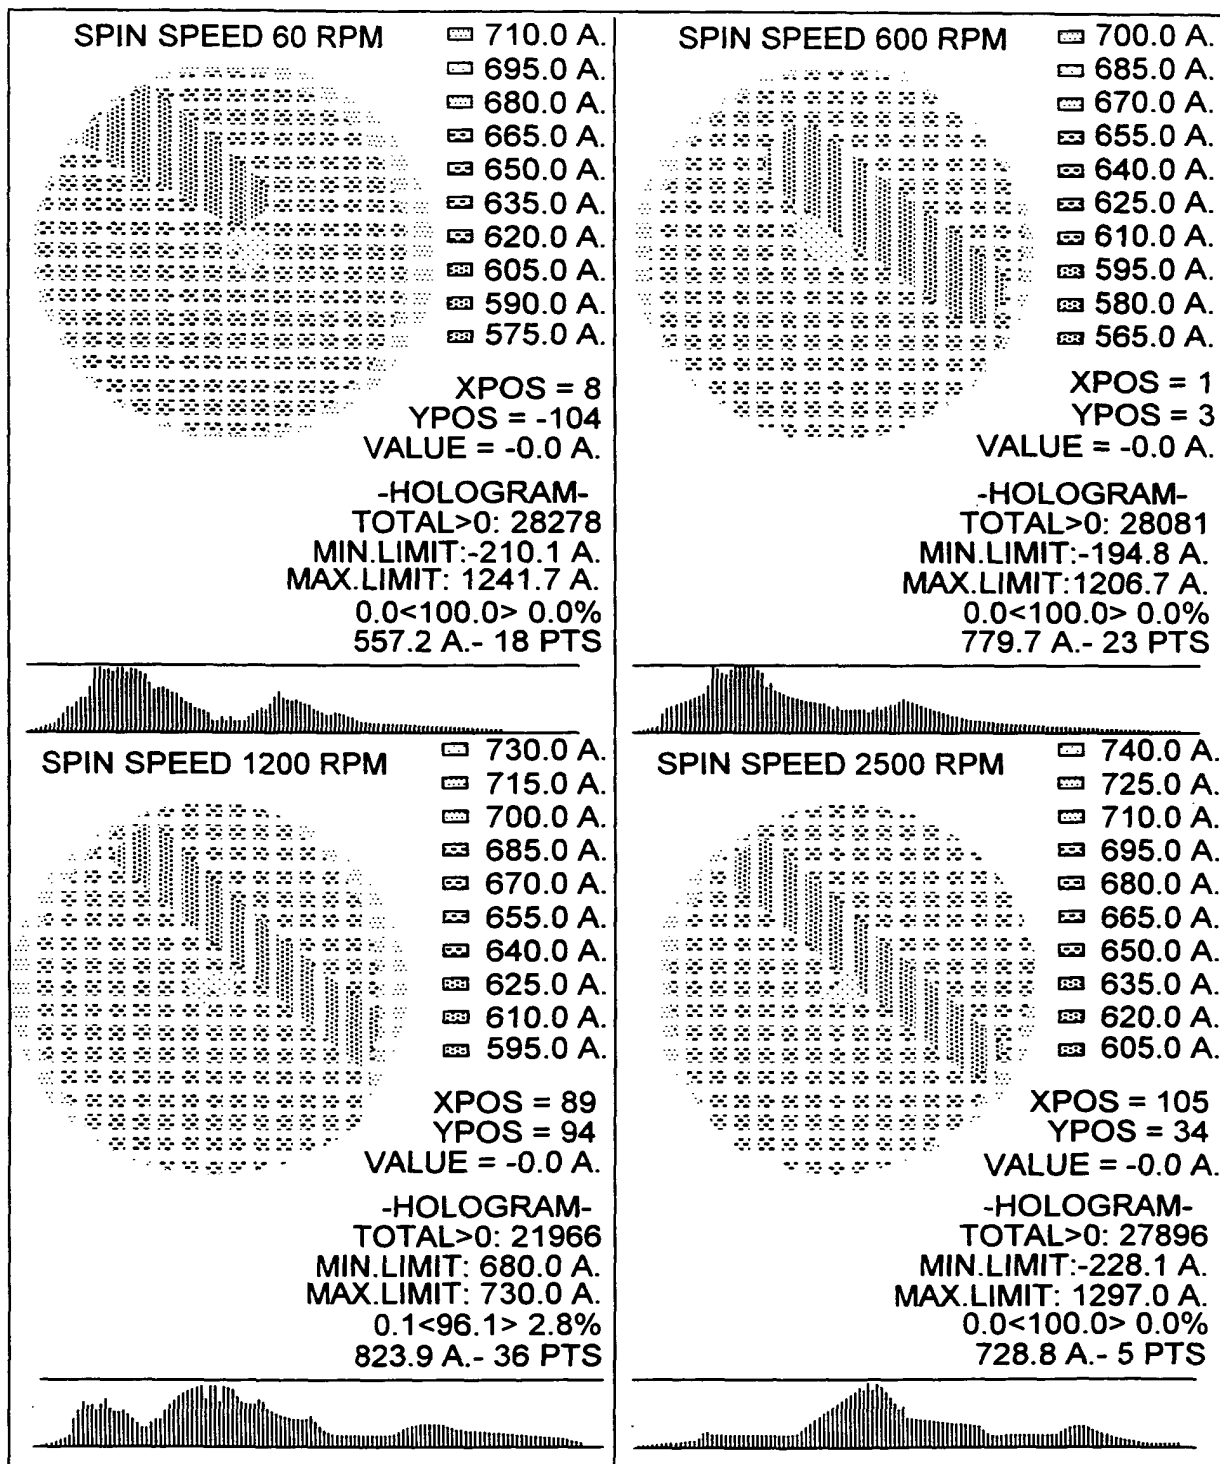 SPIN SPEED 60 RPM
710.0 A.
695.0 A.
680.0 A.
665.0 A.
650.0 A.
635.0 A.
620.0 A.
605.0 A.
590.0 A.
575.0 A.
XPOS = 8
YPOS = -104
VALUE = -0.0 A.
-HOLOGRAM-
TOTAL>0: 28278
MIN.LIMIT:-210.1 A.
MAX.LIMIT: 1241.7 A.
0.0<100.0> 0.0%
557.2 A.- 18 PTS
SPIN SPEED 600 RPM
700.0 A.
685.0 A.
670.0 A.
655.0 A.
640.0 A.
625.0 A.
610.0 A.
595.0 A.
580.0 A.
565.0 A.
XPOS = 1
YPOS = 3
VALUE = -0.0 A.
-HOLOGRAM-
TOTAL>0: 28081
MIN.LIMIT:-194.8 A.
MAX.LIMIT:1206.7 A.
0.0<100.0> 0.0%
779.7 A.- 23 PTS
SPIN SPEED 1200 RPM
730.0 A.
715.0 A.
700.0 A.
685.0 A.
670.0 A.
655.0 A.
640.0 A.
625.0 A.
610.0 A.
595.0 A.
XPOS = 89
YPOS = 94
VALUE = -0.0 A.
-HOLOGRAM-
TOTAL>0: 21966
MIN.LIMIT: 680.0 A.
MAX.LIMIT: 730.0 A.
0.1<96.1> 2.8%
823.9 A.- 36 PTS
SPIN SPEED 2500 RPM
740.0 A.
725.0 A.
710.0 A.
695.0 A.
680.0 A.
665.0 A.
650.0 A.
635.0 A.
620.0 A.
605.0 A.
XPOS = 105
YPOS = 34
VALUE = -0.0 A.
-HOLOGRAM-
TOTAL>0: 27896
MIN.LIMIT:-228.1 A.
MAX.LIMIT: 1297.0 A.
0.0<100.0> 0.0%
728.8 A.- 5 PTS